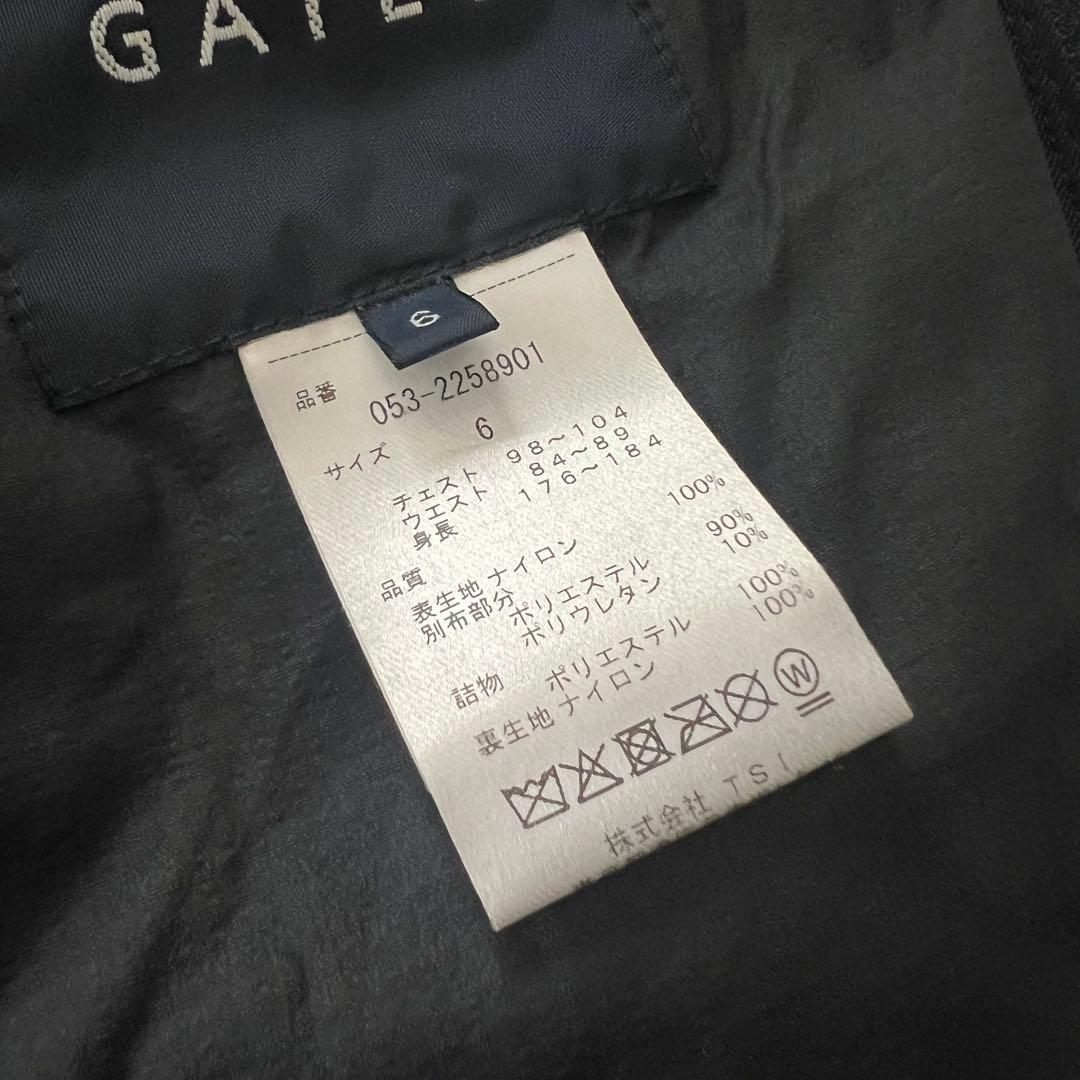 6
品番 053-2258901
サイズ 6
チェスト 98~104
ウエスト 84~89
身長 176~184
品質
表生地 ナイロン 100%
別布部分 ポリエステル 90%
ポリウレタン 10%
詰物 ポリエステル 100%
裏生地 ナイロン 100%
W
株式会社 TSI